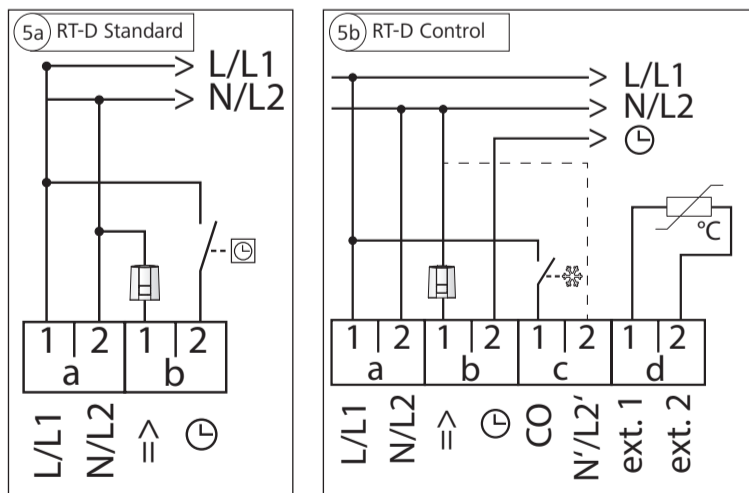 5a RT-D Standard
L/L1
N/L2
1 2 1 2
a b
L/L1 N/L2
5b RT-D Control
L/L1
N/L2
°C
1 2 1 2 1 2 1 2
a b c d
L/L1 N/L2 CO N'/L2' ext. 1 ext. 2